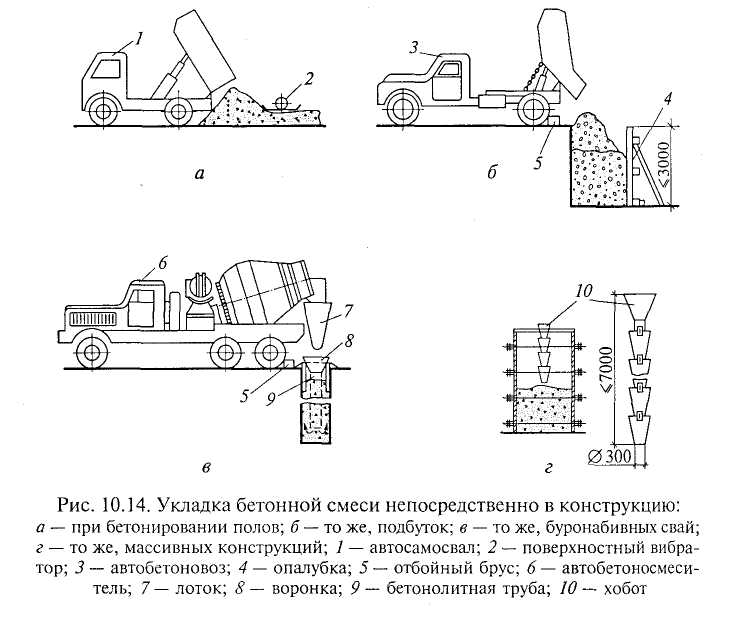 1
2
3
4
5
≤3000
а
б
6
7
8
5
9
10
≤7000
Ø300
в
г
Рис. 10.14. Укладка бетонной смеси непосредственно в конструкцию:
а — при бетонировании полов; б — то же, подбуток; в — то же, буронабивных свай;
г — то же, массивных конструкций; 1 — автосамосвал; 2 — поверхностный вибра-
тор; 3 — автобетоновоз; 4 — опалубка; 5 — отбойный брус; 6 — автобетоносмеси-
тель; 7 — лоток; 8 — воронка; 9 — бетонолитная труба; 10 — хобот